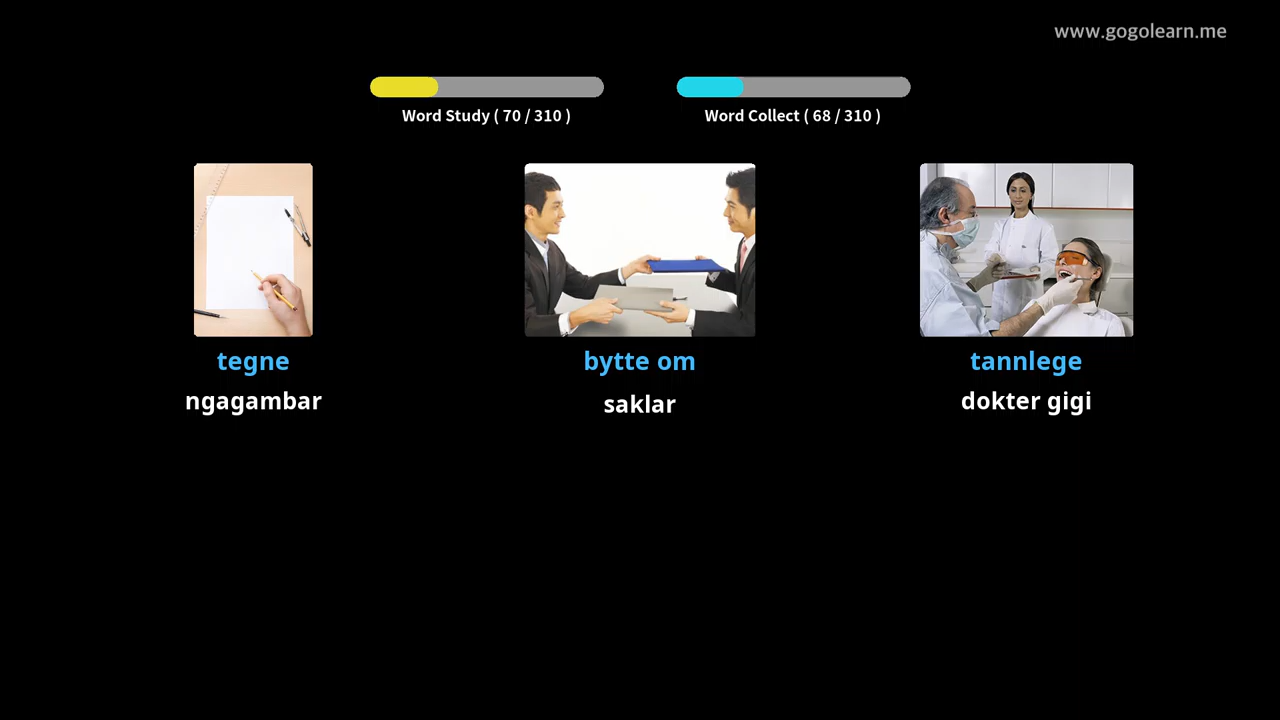 www.gogolearn.me
Word Study ( 70 / 310 )
Word Collect ( 68 / 310 )
tegne
ngagambar
bytte om
saklar
tannlege
dokter gigi